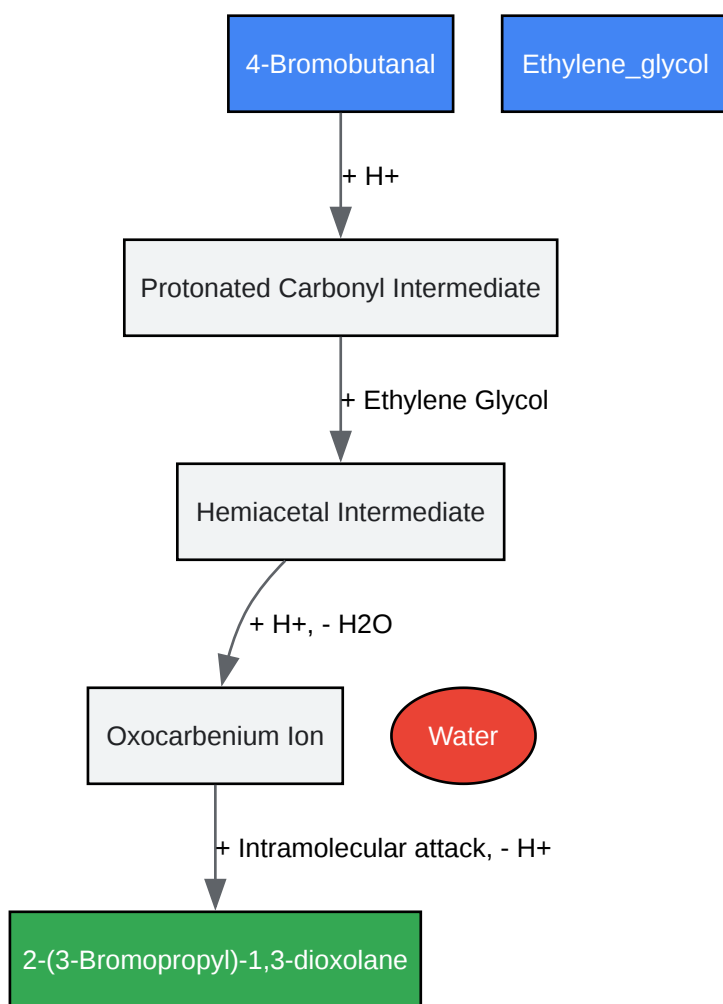 4-Bromobutanal
Ethylene_glycol
+ H+
Protonated Carbonyl Intermediate
+ Ethylene Glycol
Hemiacetal Intermediate
+ H+, - H2O
Oxocarbenium Ion
Water
+ Intramolecular attack, - H+
2-(3-Bromopropyl)-1,3-dioxolane